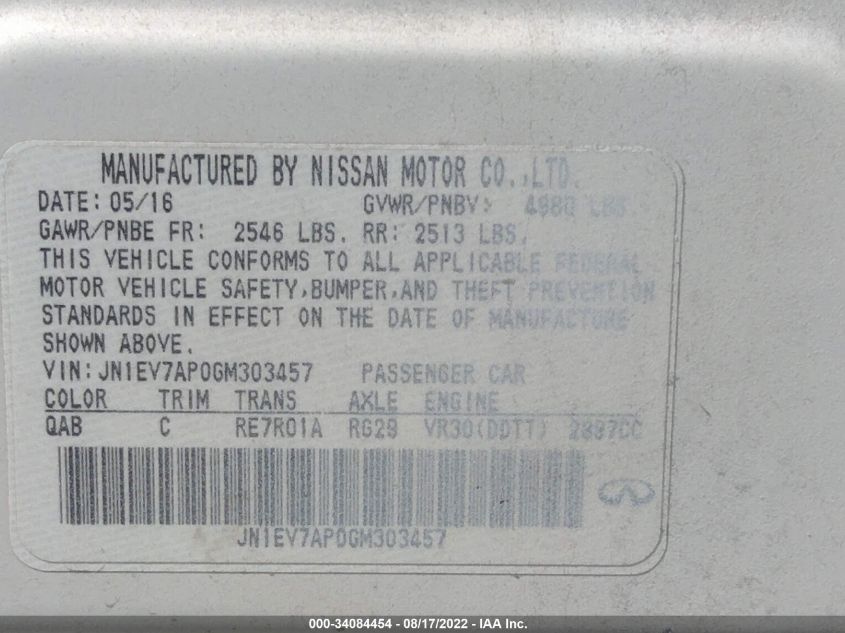 MANUFACTURED BY NISSAN MOTOR CO.,LTD.
DATE: 05/16 GVWR/PNBV: 4980 LBS.
GAWR/PNBE FR: 2546 LBS. RR: 2513 LBS.
THIS VEHICLE CONFORMS TO ALL APPLICABLE FEDERAL
MOTOR VEHICLE SAFETY,BUMPER,AND THEFT PREVENTION
STANDARDS IN EFFECT ON THE DATE OF MANUFACTURE
SHOWN ABOVE.
VIN: JN1EV7AP0GM303457 PASSENGER CAR
COLOR TRIM TRANS AXLE ENGINE
QAB C RE7R01A RG29 VR30(DDTT) 2997CC
JN1EV7AP0GM303457
000-34084454 - 08/17/2022 - IAA Inc.